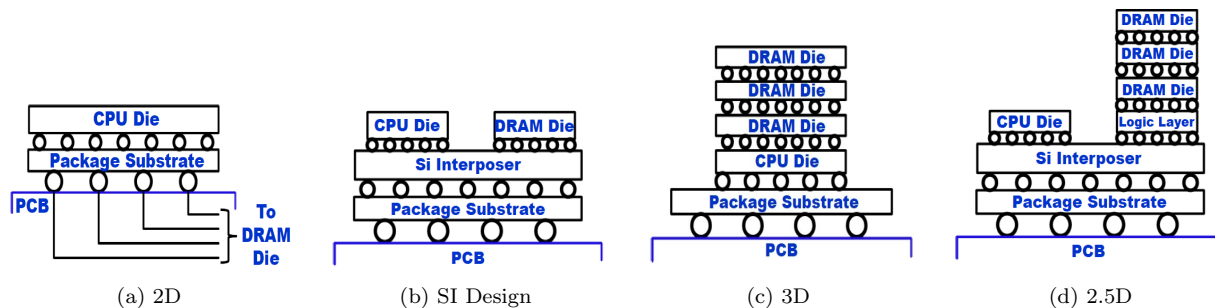 CPU Die
Package Substrate
PCB
To
DRAM
Die
(a) 2D
CPU Die
DRAM Die
Si Interposer
Package Substrate
PCB
(b) SI Design
DRAM Die
DRAM Die
DRAM Die
CPU Die
Package Substrate
PCB
(c) 3D
DRAM Die
DRAM Die
DRAM Die
CPU Die
Logic Layer
Si Interposer
Package Substrate
PCB
(d) 2.5D